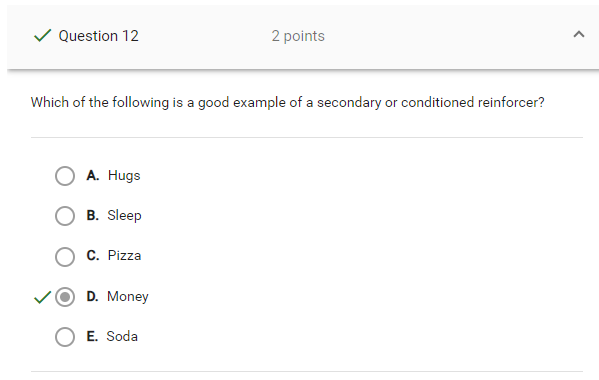 Question 12 2 points
Which of the following is a good example of a secondary or conditioned reinforcer?
A. Hugs
B. Sleep
C. Pizza
D. Money
E. Soda